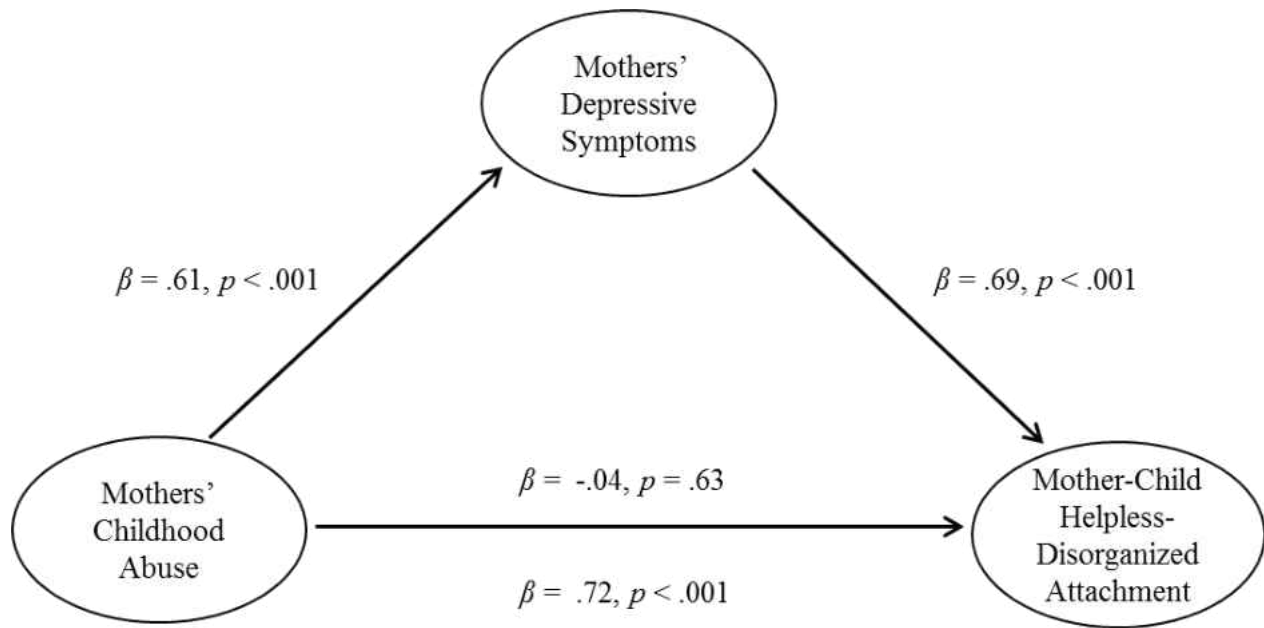 Mothers'
Depressive
Symptoms
β = .61, p < .001
β = .69, p < .001
Mothers'
Childhood
Abuse
β = -.04, p = .63
β = .72, p < .001
Mother-Child
Helpless-
Disorganized
Attachment